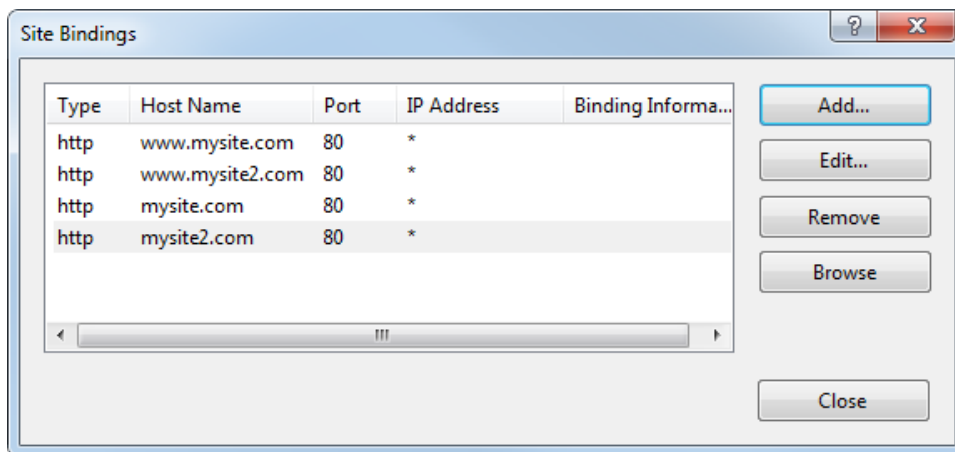 Site Bindings
Type Host Name Port IP Address Binding Informa...
http www.mysite.com 80 *
http www.mysite2.com 80 *
http mysite.com 80 *
http mysite2.com 80 *
Add...
Edit...
Remove
Browse
Close